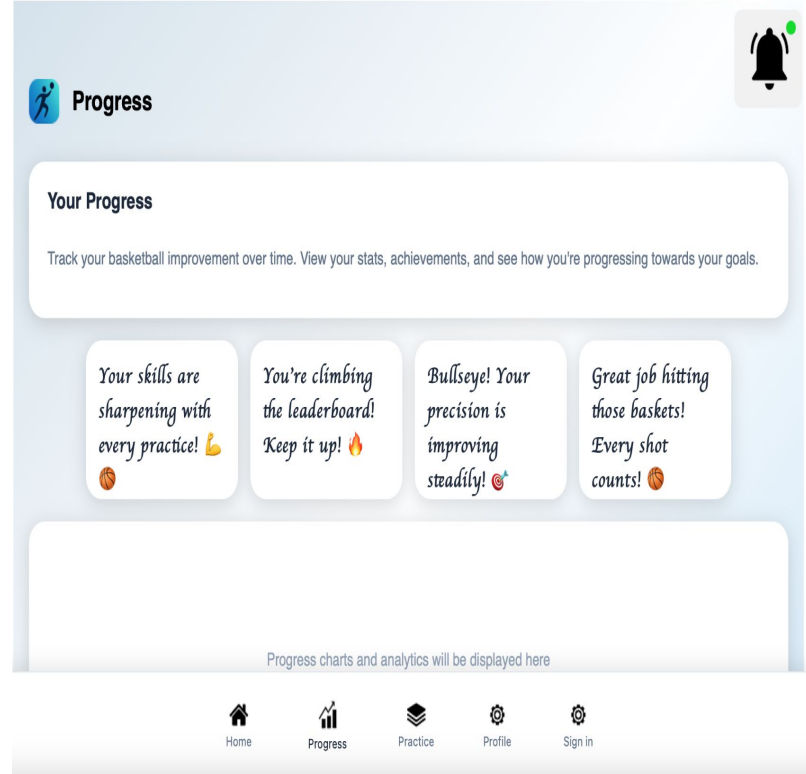 Progress
Your Progress
Track your basketball improvement over time. View your stats, achievements, and see how you're progressing towards your goals.
Your skills are
sharpening with
every practice! 💪
🏀
You're climbing
the leaderboard!
Keep it up! 🔥
Bullseye! Your
precision is
improving
steadily! 🎯
Great job hitting
those baskets!
Every shot
counts! 🏀
Progress charts and analytics will be displayed here
Home
Progress
Practice
Profile
Sign in